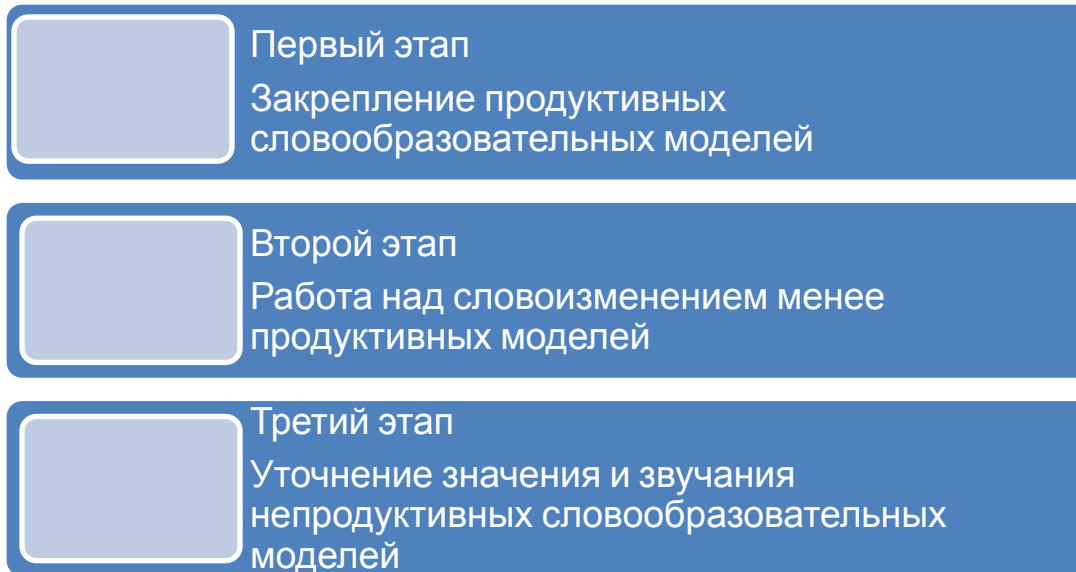 Первый этап
Закрепление продуктивных
словообразовательных моделей
Второй этап
Работа над словоизменением менее
продуктивных моделей
Третий этап
Уточнение значения и звучания
непродуктивных словообразовательных
моделей